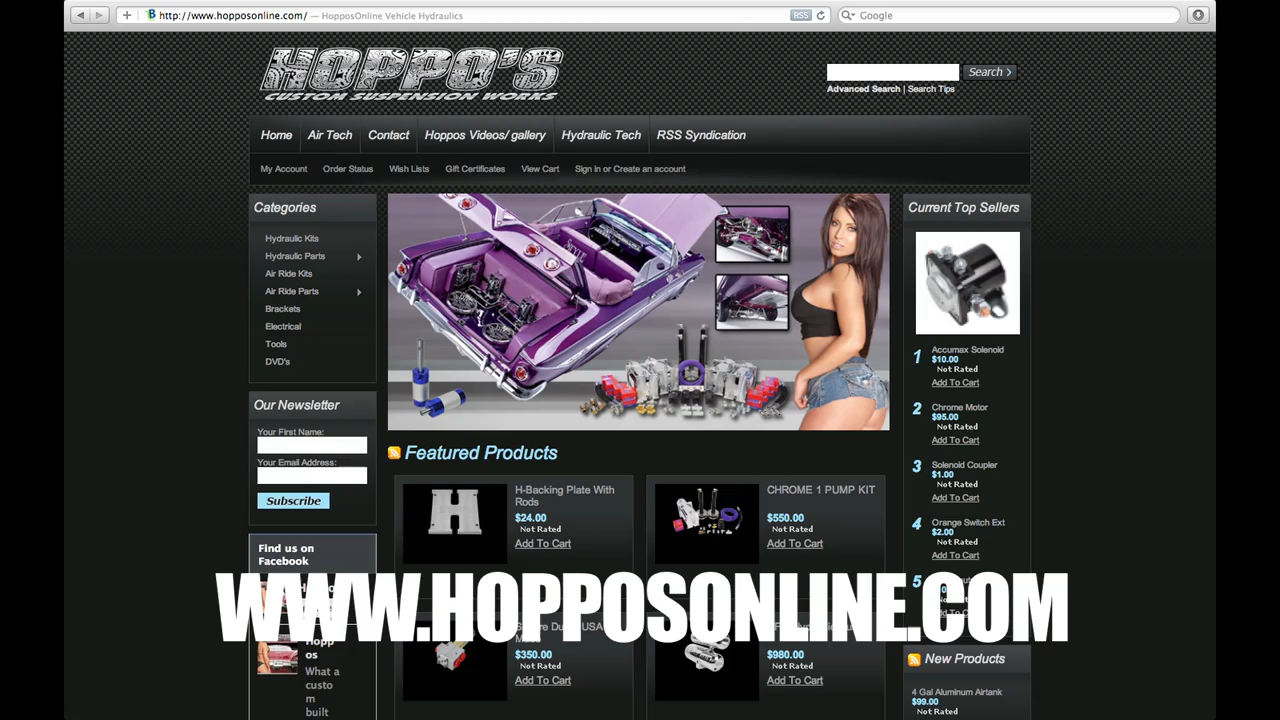 http://www.hopposonline.com/ — HopposOnline Vehicle Hydraulics
RSS
Google
HOPPO'S
CUSTOM SUSPENSION WORKS
Search
Advanced Search | Search Tips
Home
Air Tech
Contact
Hoppos Videos/ gallery
Hydraulic Tech
RSS Syndication
My Account
Order Status
Wish Lists
Gift Certificates
View Cart
Sign in or Create an account
Categories
Hydraulic Kits
Hydraulic Parts
Air Ride Kits
Air Ride Parts
Brackets
Electrical
Tools
DVD's
Our Newsletter
Your First Name:
Your Email Address:
Subscribe
Find us on
Facebook
Hopp
os
What a
custo
m
built
Featured Products
H-Backing Plate With
Rods
$24.00
Not Rated
Add To Cart
CHROME 1 PUMP KIT
$550.00
Not Rated
Add To Cart
$350.00
Not Rated
Add To Cart
$980.00
Not Rated
Add To Cart
Current Top Sellers
1
Accumax Solenoid
$10.00
Not Rated
Add To Cart
2
Chrome Motor
$95.00
Not Rated
Add To Cart
3
Solenoid Coupler
$1.00
Not Rated
Add To Cart
4
Orange Switch Ext
$2.00
Not Rated
Add To Cart
5
New Products
4 Gal Aluminum Airtank
$99.00
Not Rated
WWW.HOPPOSONLINE.COM